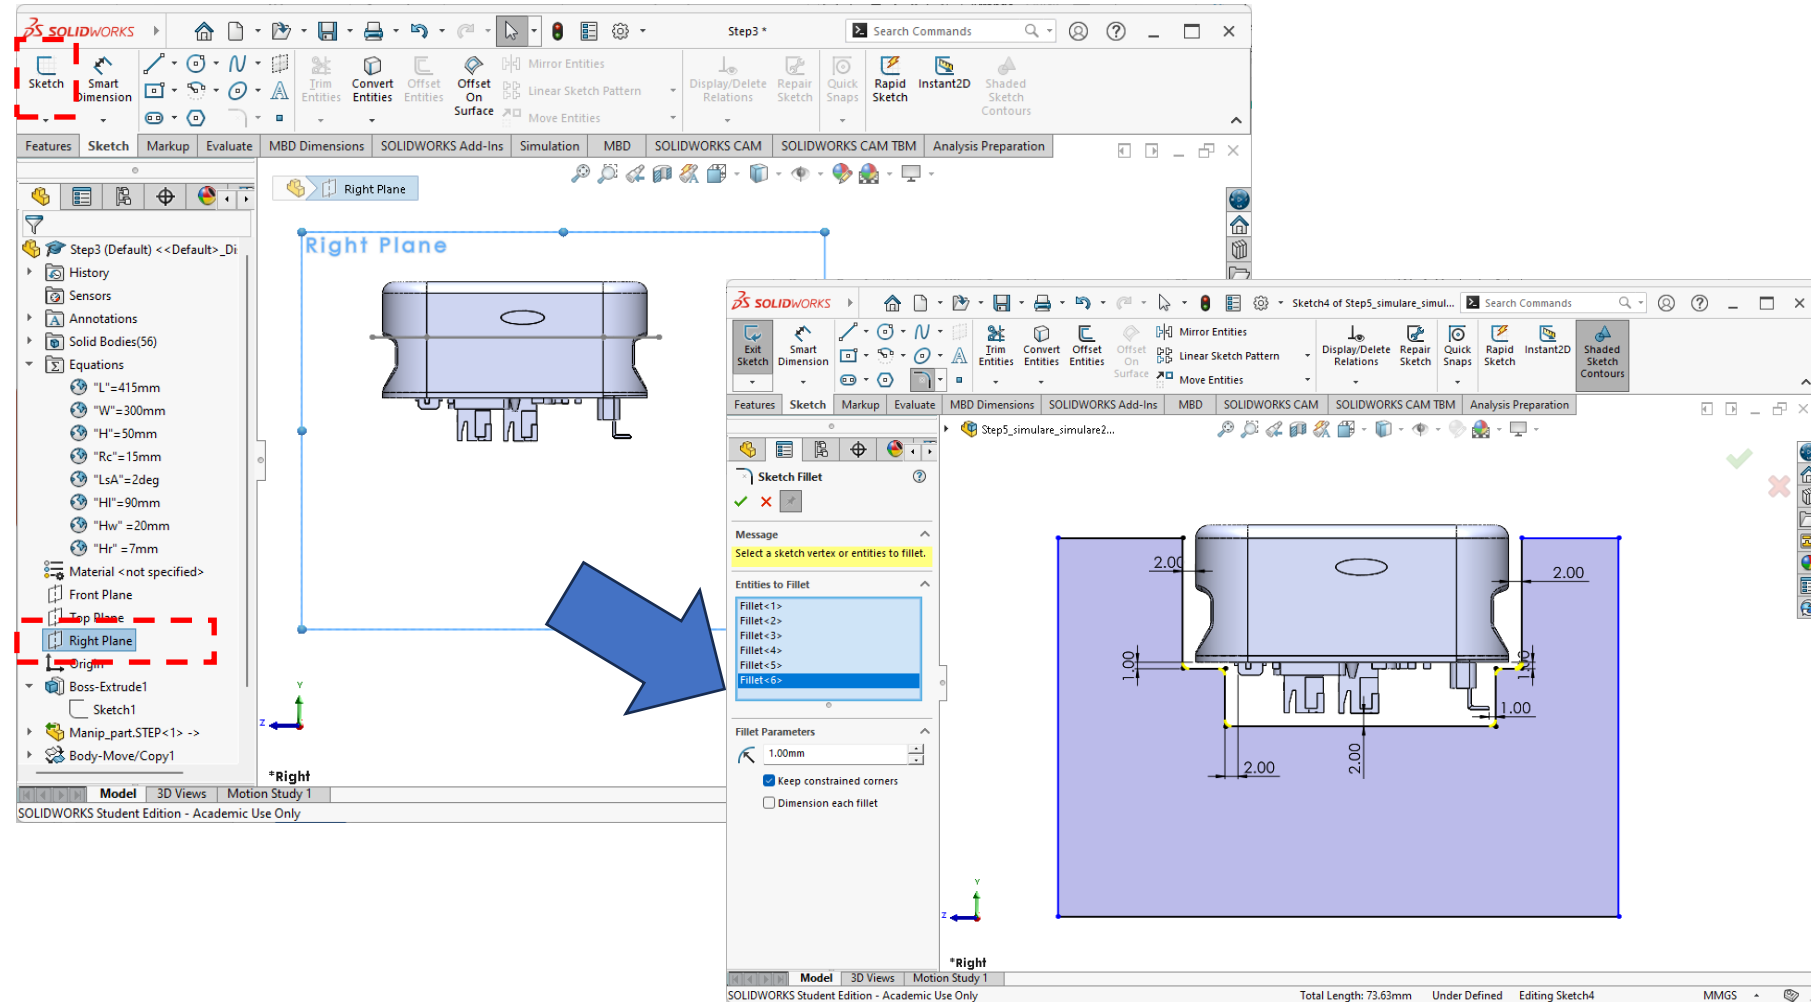 SOLIDWORKS
Step3 *
Search Commands
Sketch
Smart Dimension
Trim Entities
Convert Entities
Offset Entities
Offset On Surface
Mirror Entities
Linear Sketch Pattern
Move Entities
Display/Delete Relations
Repair Sketch
Quick Snaps
Rapid Sketch
Instant2D
Shaded Sketch Contours
Features Sketch Markup Evaluate MBD Dimensions SOLIDWORKS Add-Ins Simulation MBD SOLIDWORKS CAM SOLIDWORKS CAM TBM Analysis Preparation
Right Plane
Right Plane
Step3 (Default) <<Default>_Di
History
Sensors
Annotations
Solid Bodies(56)
Equations
"L"=415mm
"W"=300mm
"H"=50mm
"Rc"=15mm
"LsA"=2deg
"Hl"=90mm
"Hw" =20mm
"Hr" =7mm
Material <not specified>
Front Plane
Top Plane
Right Plane
Origin
Boss-Extrude1
Sketch1
Manip_part.STEP<1> ->
Body-Move/Copy1
Y
Z
*Right
Model 3D Views Motion Study 1
SOLIDWORKS Student Edition - Academic Use Only
SOLIDWORKS
Sketch4 of Step5_simulare_simul...
Search Commands
Exit Sketch
Smart Dimension
Trim Entities
Convert Entities
Offset Entities
Offset On Surface
Mirror Entities
Linear Sketch Pattern
Move Entities
Display/Delete Relations
Repair Sketch
Quick Snaps
Rapid Sketch
Instant2D
Shaded Sketch Contours
Features Sketch Markup Evaluate MBD Dimensions SOLIDWORKS Add-Ins MBD SOLIDWORKS CAM SOLIDWORKS CAM TBM Analysis Preparation
Step5_simulare_simulare2...
Sketch Fillet
Message
Select a sketch vertex or entities to fillet.
Entities to Fillet
Fillet<1>
Fillet<2>
Fillet<3>
Fillet<4>
Fillet<5>
Fillet<6>
Fillet Parameters
1.00mm
Keep constrained corners
Dimension each fillet
2.00
2.00
1.00
1.00
2.00
2.00
Y
Z
*Right
Model 3D Views Motion Study 1
SOLIDWORKS Student Edition - Academic Use Only
Total Length: 73.63mm Under Defined Editing Sketch4 MMGS